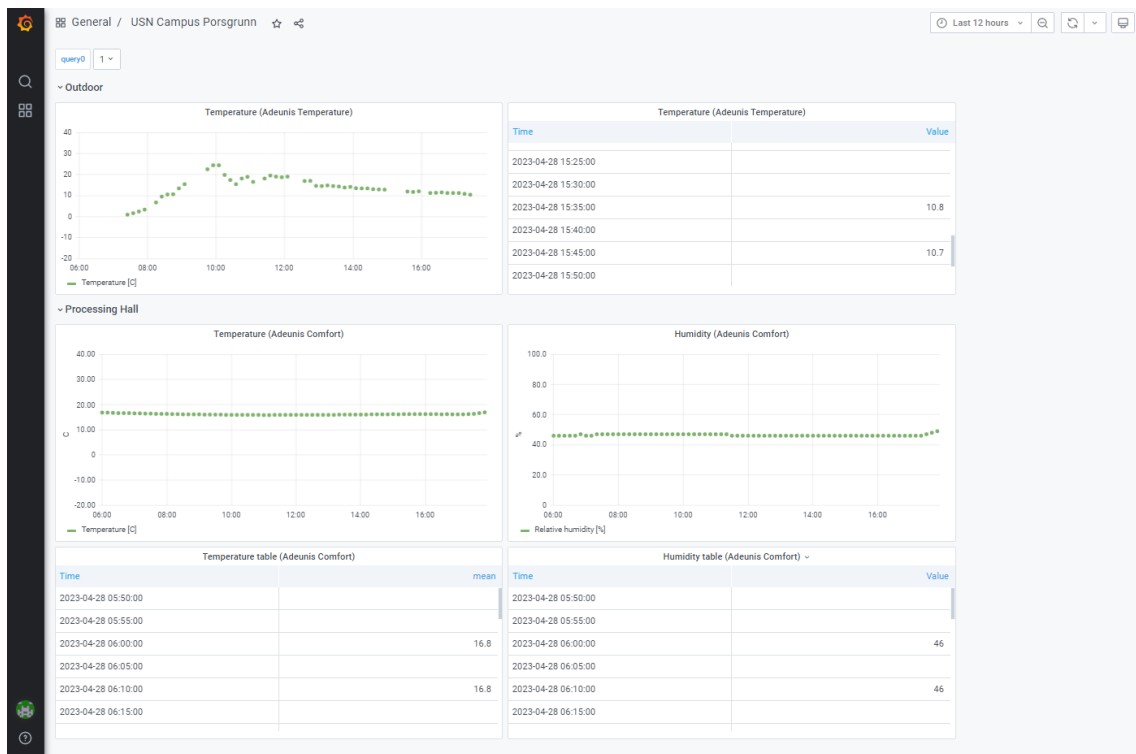 General / USN Campus Porsgrunn
Last 12 hours
query0 1
Outdoor
Temperature (Adeunis Temperature)
40
30
20
10
0
-10
-20
06:00 08:00 10:00 12:00 14:00 16:00
Temperature [C]
Temperature (Adeunis Temperature)
Time Value
2023-04-28 15:25:00
2023-04-28 15:30:00
2023-04-28 15:35:00 10.8
2023-04-28 15:40:00
2023-04-28 15:45:00 10.7
2023-04-28 15:50:00
Processing Hall
Temperature (Adeunis Comfort)
40.00
30.00
20.00
10.00
0
-10.00
-20.00
C
06:00 08:00 10:00 12:00 14:00 16:00
Temperature [C]
Humidity (Adeunis Comfort)
100.0
80.0
60.0
40.0
20.0
0
%
06:00 08:00 10:00 12:00 14:00 16:00
Relative humidity [%]
Temperature table (Adeunis Comfort)
Time mean
2023-04-28 05:50:00
2023-04-28 05:55:00
2023-04-28 06:00:00 16.8
2023-04-28 06:05:00
2023-04-28 06:10:00 16.8
2023-04-28 06:15:00
Humidity table (Adeunis Comfort)
Time Value
2023-04-28 05:50:00
2023-04-28 05:55:00
2023-04-28 06:00:00 46
2023-04-28 06:05:00
2023-04-28 06:10:00 46
2023-04-28 06:15:00